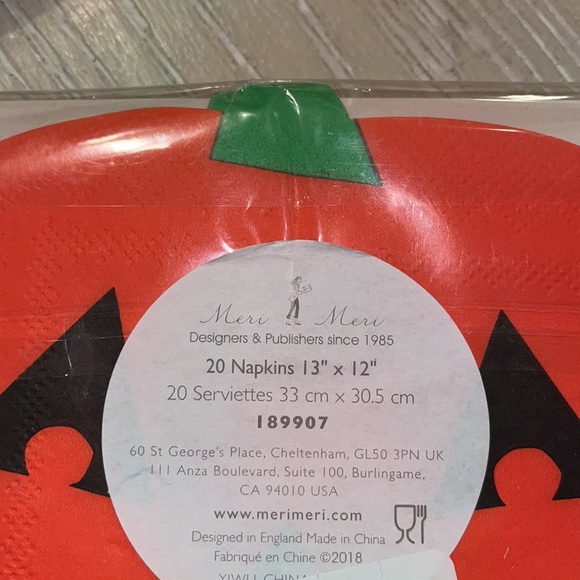 Meri Meri
Designers & Publishers since 1985
20 Napkins 13" x 12"
20 Serviettes 33 cm x 30.5 cm
189907
60 St George's Place, Cheltenham, GL50 3PN UK
111 Anza Boulevard, Suite 100, Burlingame,
CA 94010 USA
www.merimeri.com
Designed in England Made in China
Fabriqué en Chine ©2018
YIWU CHINA